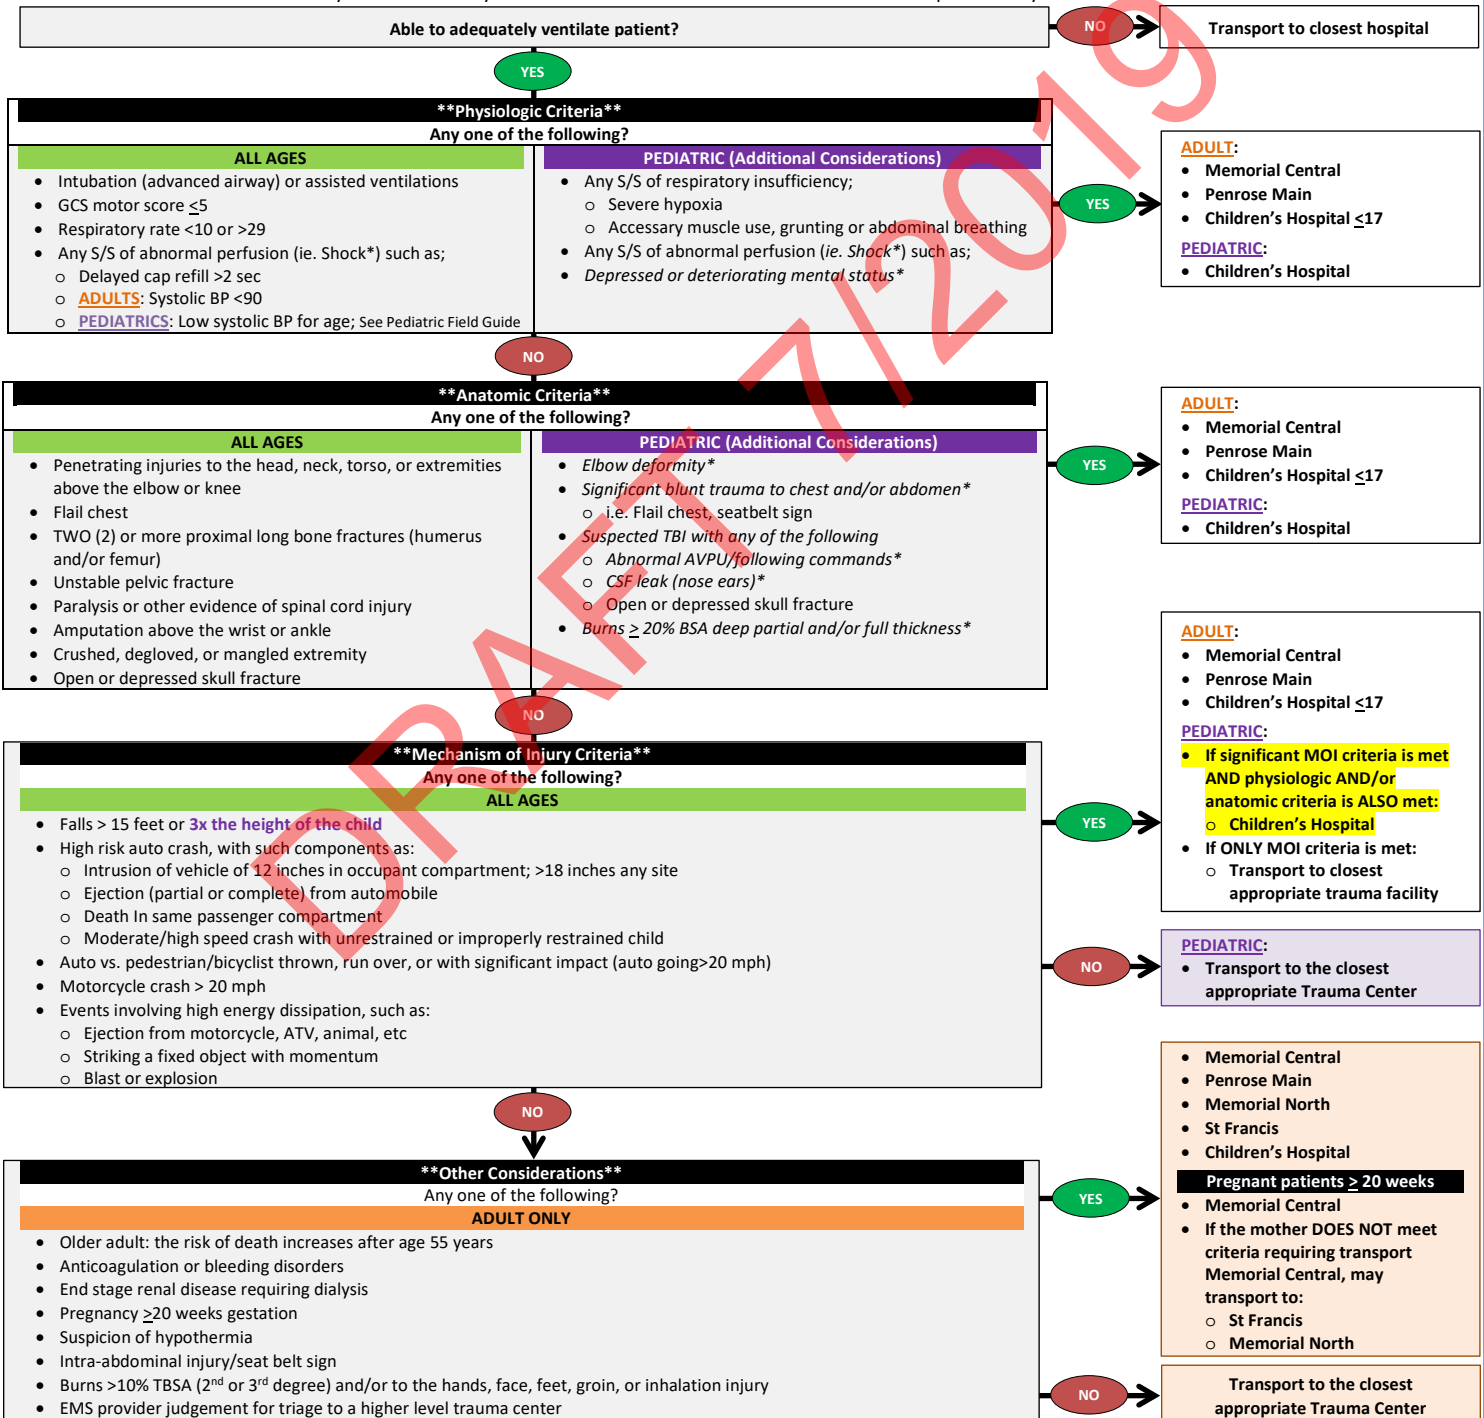 Able to adequately ventilate patient?
NO
Transport to closest hospital
YES
**Physiologic Criteria**
Any one of the following?
ALL AGES
• Intubation (advanced airway) or assisted ventilations
• GCS motor score <5
• Respiratory rate <10 or >29
• Any S/S of abnormal perfusion (ie. Shock*) such as;
o Delayed cap refill >2 sec
o ADULTS: Systolic BP <90
o PEDIATRICS: Low systolic BP for age; See Pediatric Field Guide
PEDIATRIC (Additional Considerations)
• Any S/S of respiratory insufficiency;
o Severe hypoxia
o Accessary muscle use, grunting or abdominal breathing
• Any S/S of abnormal perfusion (ie. Shock*) such as;
• Depressed or deteriorating mental status*
YES
ADULT:
• Memorial Central
• Penrose Main
• Children's Hospital <17
PEDIATRIC:
• Children's Hospital
NO
**Anatomic Criteria**
Any one of the following?
ALL AGES
• Penetrating injuries to the head, neck, torso, or extremities
above the elbow or knee
• Flail chest
• TWO (2) or more proximal long bone fractures (humerus
and/or femur)
• Unstable pelvic fracture
• Paralysis or other evidence of spinal cord injury
• Amputation above the wrist or ankle
• Crushed, degloved, or mangled extremity
• Open or depressed skull fracture
PEDIATRIC (Additional Considerations)
• Elbow deformity*
• Significant blunt trauma to chest and/or abdomen*
o i.e. Flail chest, seatbelt sign
• Suspected TBI with any of the following
o Abnormal AVPU/following commands*
o CSF leak (nose ears)*
o Open or depressed skull fracture
• Burns > 20% BSA deep partial and/or full thickness*
YES
ADULT:
• Memorial Central
• Penrose Main
• Children's Hospital <17
PEDIATRIC:
• Children's Hospital
NO
**Mechanism of Injury Criteria**
Any one of the following?
ALL AGES
• Falls > 15 feet or 3x the height of the child
• High risk auto crash, with such components as:
o Intrusion of vehicle of 12 inches in occupant compartment; >18 inches any site
o Ejection (partial or complete) from automobile
o Death In same passenger compartment
o Moderate/high speed crash with unrestrained or improperly restrained child
• Auto vs. pedestrian/bicyclist thrown, run over, or with significant impact (auto going>20 mph)
• Motorcycle crash > 20 mph
• Events involving high energy dissipation, such as:
o Ejection from motorcycle, ATV, animal, etc
o Striking a fixed object with momentum
o Blast or explosion
YES
ADULT:
• Memorial Central
• Penrose Main
• Children's Hospital <17
PEDIATRIC:
• If significant MOI criteria is met
AND physiologic AND/or
anatomic criteria is ALSO met:
o Children's Hospital
• If ONLY MOI criteria is met:
o Transport to closest
appropriate trauma facility
NO
PEDIATRIC:
• Transport to the closest
appropriate Trauma Center
NO
**Other Considerations**
Any one of the following?
ADULT ONLY
• Older adult: the risk of death increases after age 55 years
• Anticoagulation or bleeding disorders
• End stage renal disease requiring dialysis
• Pregnancy >20 weeks gestation
• Suspicion of hypothermia
• Intra-abdominal injury/seat belt sign
• Burns >10% TBSA (2nd or 3rd degree) and/or to the hands, face, feet, groin, or inhalation injury
• EMS provider judgement for triage to a higher level trauma center
YES
• Memorial Central
• Penrose Main
• Memorial North
• St Francis
• Children's Hospital
Pregnant patients > 20 weeks
• Memorial Central
• If the mother DOES NOT meet
criteria requiring transport
Memorial Central, may
transport to:
o St Francis
o Memorial North
NO
Transport to the closest
appropriate Trauma Center
DRAFT 7/2019